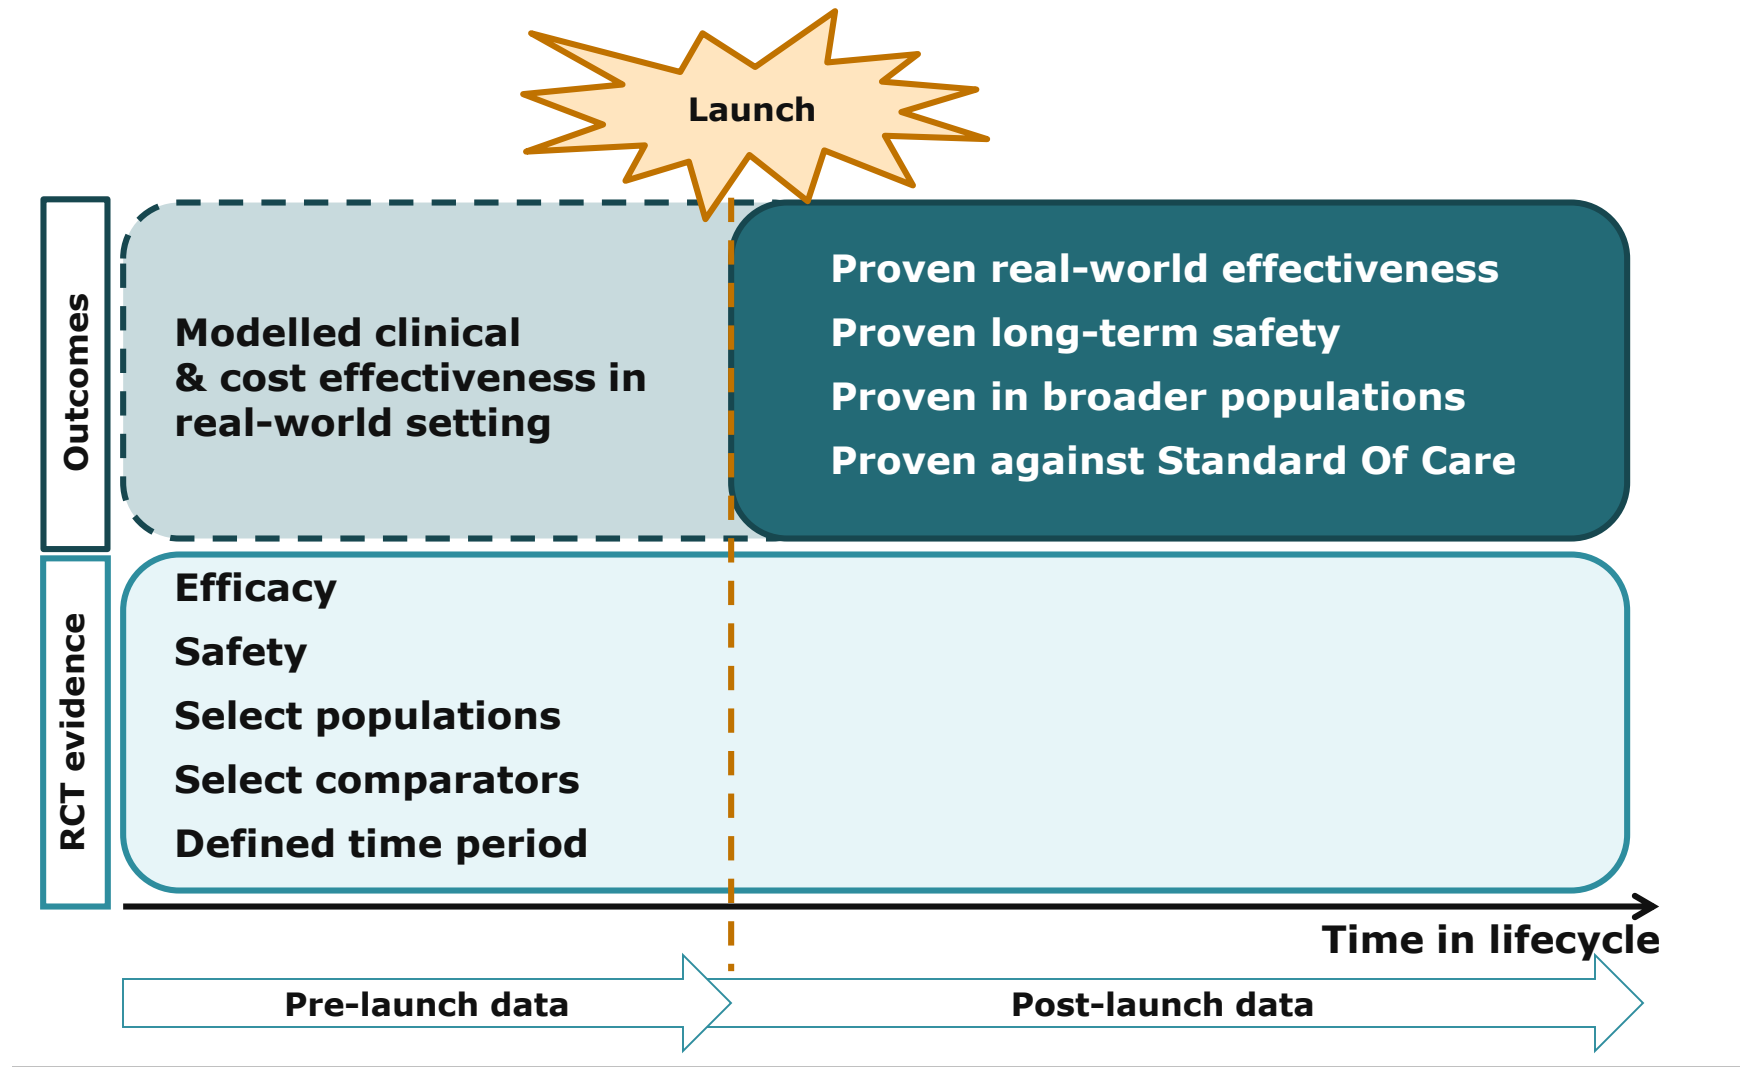 Launch
Outcomes
Modelled clinical
& cost effectiveness in
real-world setting
Proven real-world effectiveness
Proven long-term safety
Proven in broader populations
Proven against Standard Of Care
RCT evidence
Efficacy
Safety
Select populations
Select comparators
Defined time period
Time in lifecycle
Pre-launch data
Post-launch data